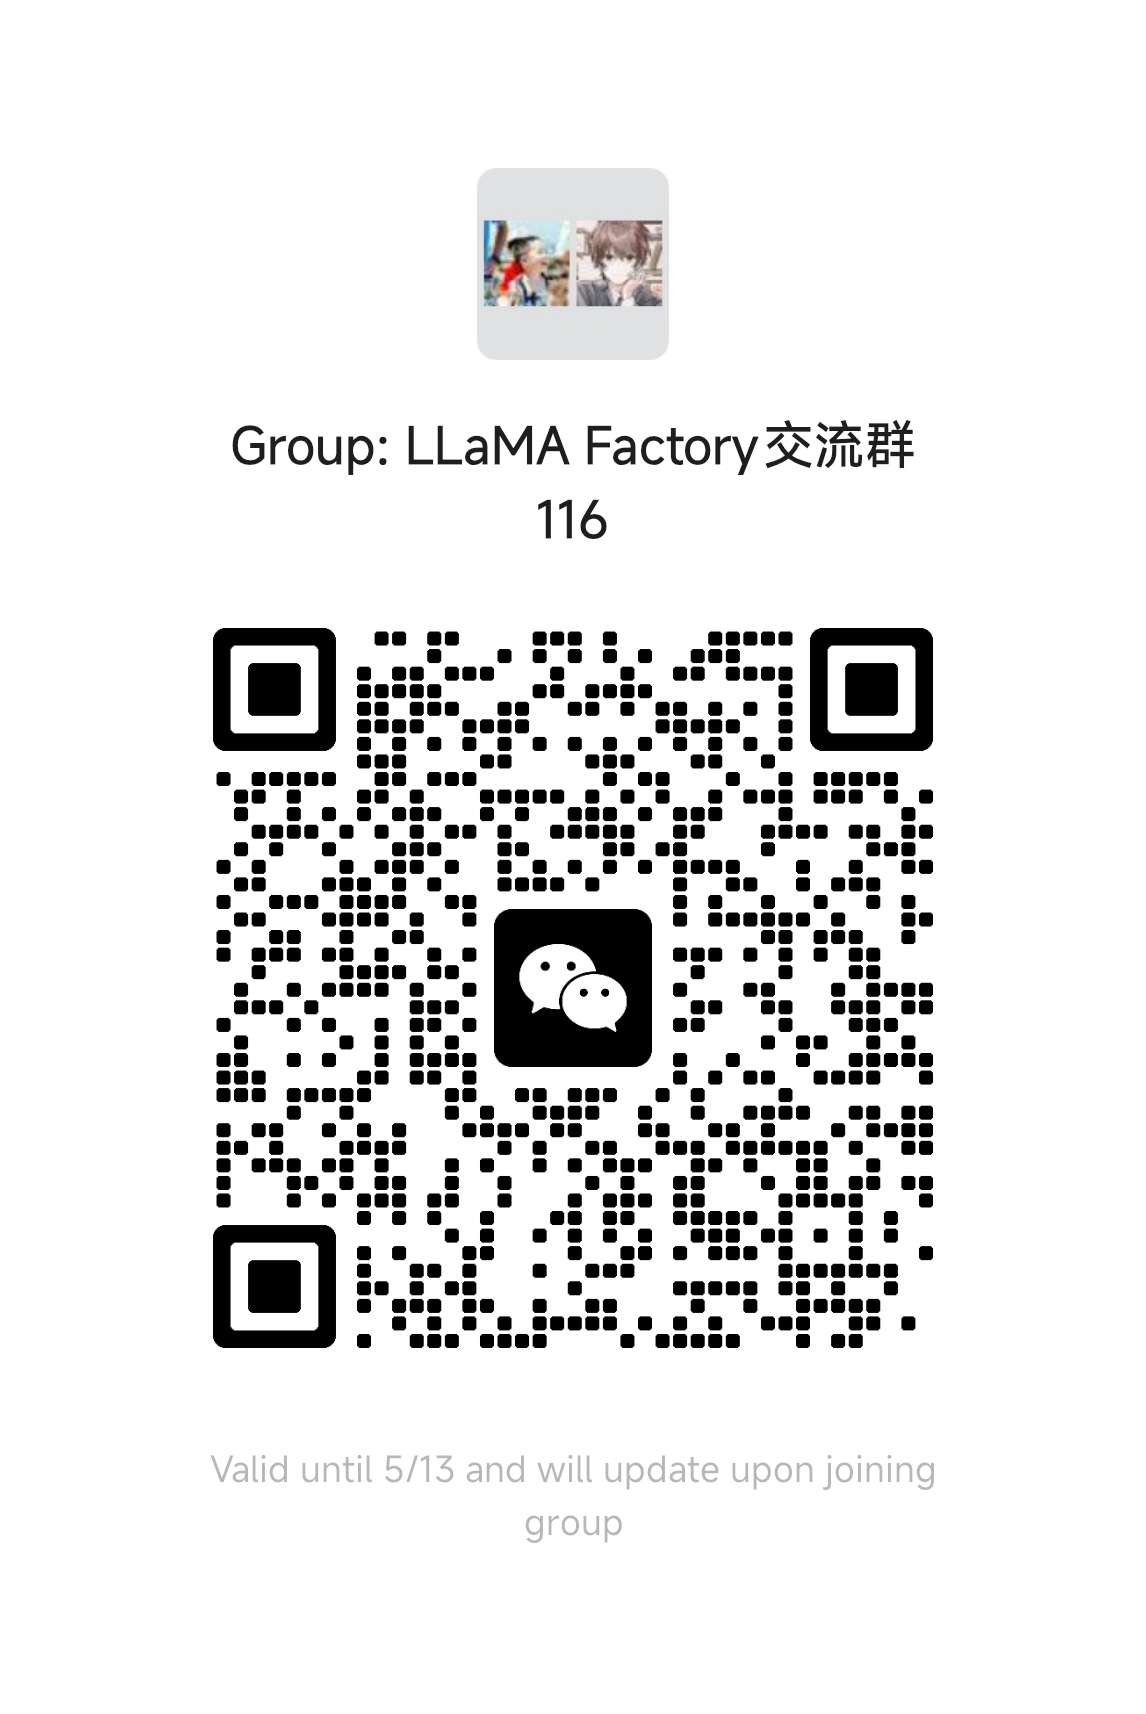 Group: LLaMA Factory交流群
116
Valid until 5/13 and will update upon joining
group